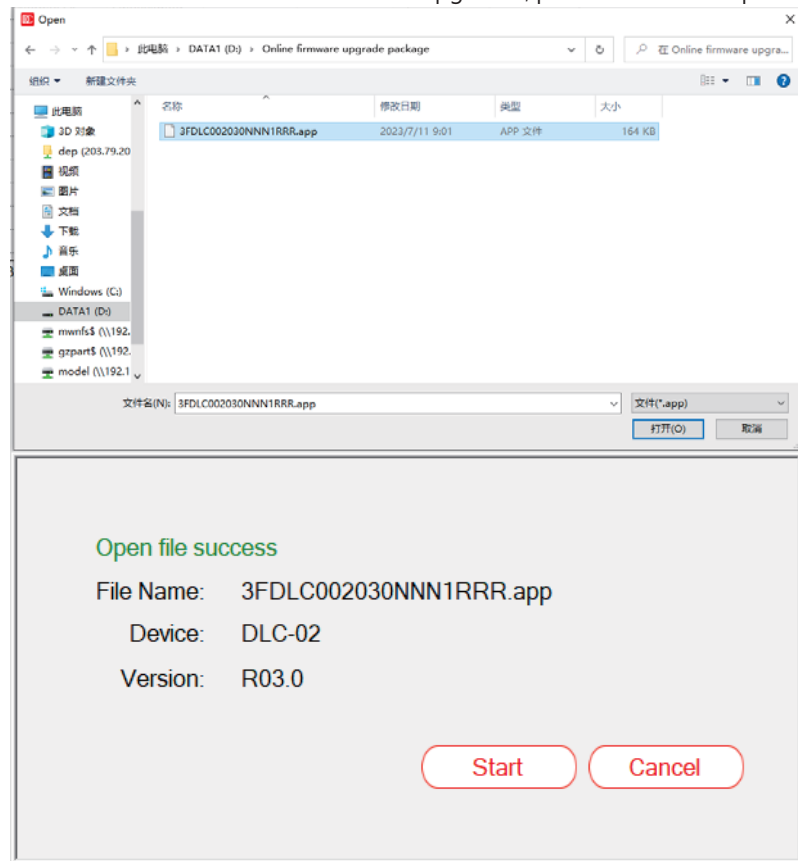 Open
此电脑 › DATA1 (D:) › Online firmware upgrade package
在 Online firmware upgra...
组织 新建文件夹
名称 修改日期 类型 大小
3FDLC002030NNN1RRR.app 2023/7/11 9:01 APP 文件 164 KB
此电脑
3D 对象
dep (203.79.20
视频
图片
文档
下载
音乐
桌面
Windows (C:)
DATA1 (D:)
mwnfs$ (\\192.
gzpart$ (\\192.
model (\\192.1
文件名(N): 3FDLC002030NNN1RRR.app 文件(*.app)
打开(O) 取消
Open file success
File Name: 3FDLC002030NNN1RRR.app
Device: DLC-02
Version: R03.0
Start Cancel